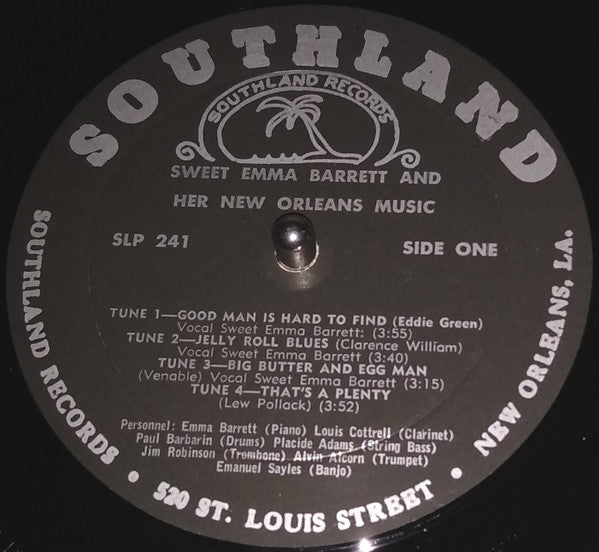 SOUTHLAND
SOUTHLAND RECORDS
SWEET EMMA BARRETT AND
HER NEW ORLEANS MUSIC
SLP 241
SIDE ONE
TUNE 1—GOOD MAN IS HARD TO FIND (Eddie Green)
Vocal Sweet Emma Barrett: (3:55)
TUNE 2—JELLY ROLL BLUES (Clarence William)
Vocal Sweet Emma Barrett (3:40)
TUNE 3—BIG BUTTER AND EGG MAN
(Venable) Vocal Sweet Emma Barrett (3:15)
TUNE 4—THAT'S A PLENTY
(Lew Pollack) (3:52)
Personnel: Emma Barrett (Piano) Louis Cottrell (Clarinet)
Paul Barbarin (Drums) Placide Adams (String Bass)
Jim Robinson (Trombone) Alvin Alcorn (Trumpet)
Emanuel Sayles (Banjo)
SOUTHLAND RECORDS • 520 ST. LOUIS STREET • NEW ORLEANS, LA.